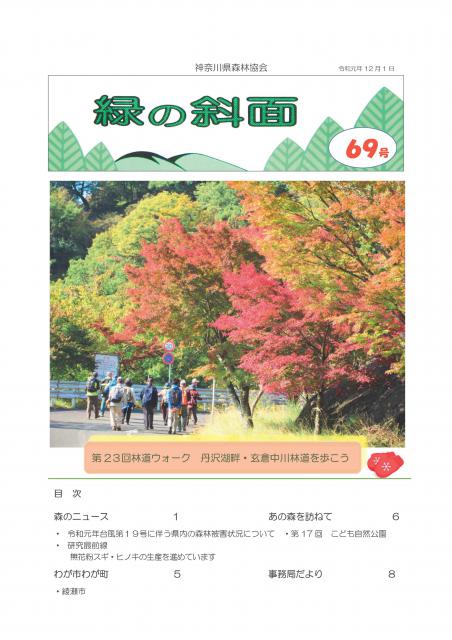 神奈川県森林協会 令和元年12月1日
緑の斜面
69号
第23回林道ウォーク 丹沢湖畔・玄倉中川林道を歩こう
目 次
森のニュース 1 あの森を訪ねて 6
・ 令和元年台風第19号に伴う県内の森林被害状況について ・第17回 こども自然公園
・ 研究最前線
無花粉スギ・ヒノキの生産を進めています
わが市わが町 5 事務局だより 8
・綾瀬市